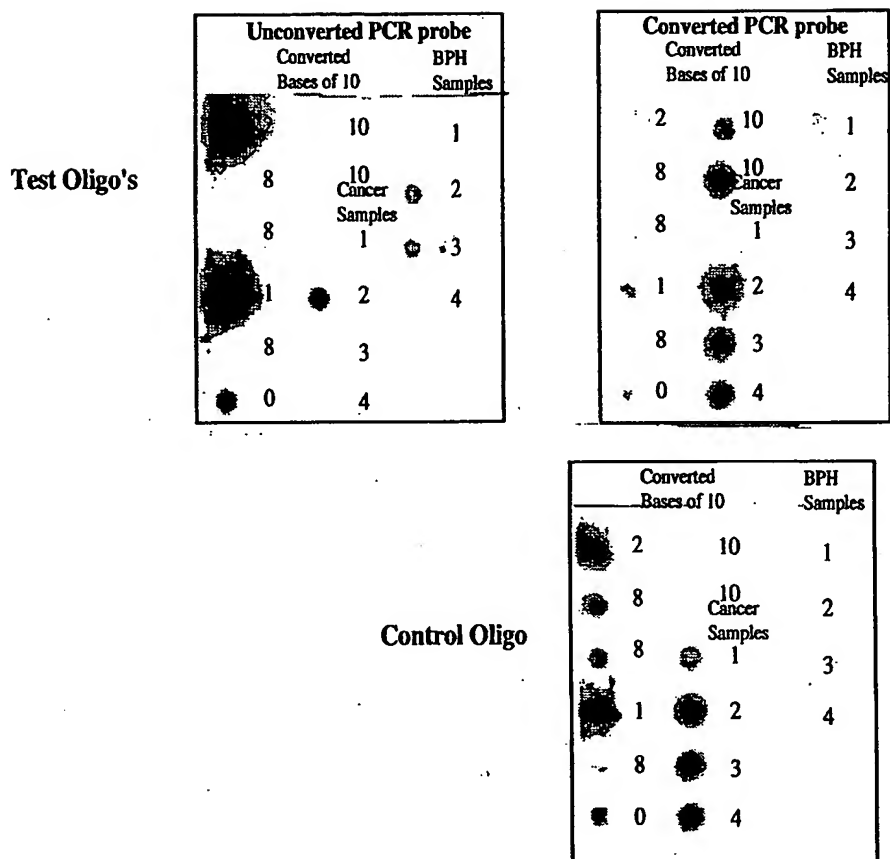 Unconverted PCR probe
Converted BPH
Bases of 10 Samples
10 1
8 10 2
Cancer
Samples
8 1 3
1 2 4
8 3
0 4
Test Oligo's
Converted PCR probe
Converted BPH
Bases of 10 Samples
2 10 1
8 10 2
Cancer
Samples
8 1 3
1 2 4
8 3
0 4
Control Oligo
Converted BPH
Bases of 10 Samples
2 10 1
8 10 2
Cancer
Samples
8 1 3
1 2 4
8 3
0 4